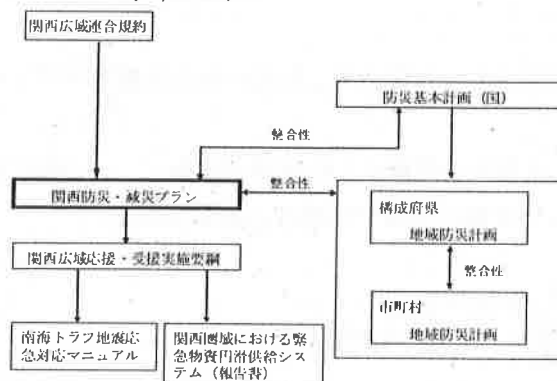 関西広域連合規約
防災基本計画（国）
整合性
整合性
関西防災・減災プラン
構成府県
地域防災計画
関西広域応援・受援実施要綱
整合性
市町村
地域防災計画
南海トラフ地震応
急対応マニュアル
関西圏域における緊
急物資円滑供給シス
テム（報告書）